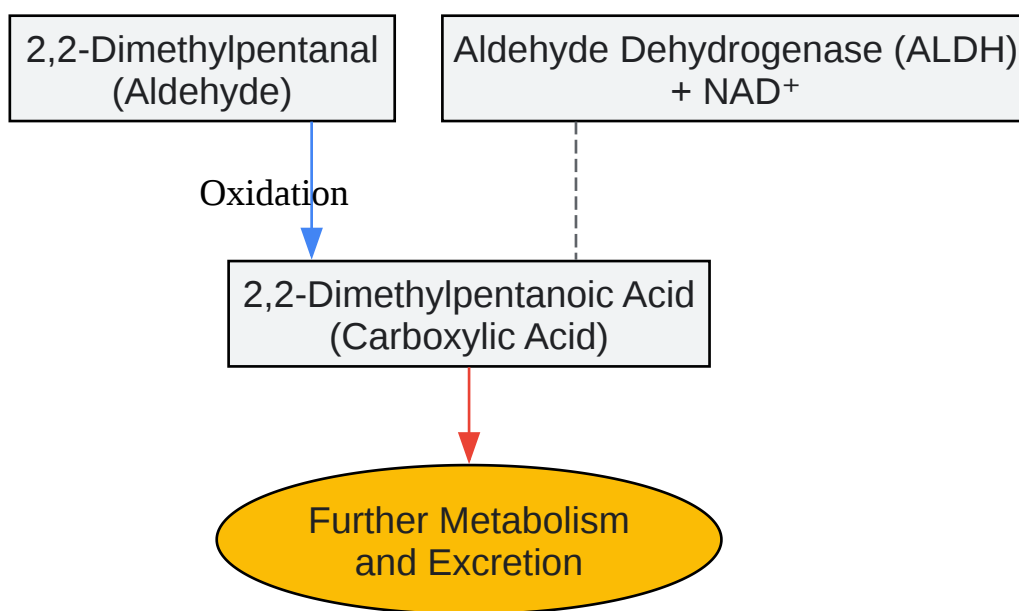 2,2-Dimethylpentanal
(Aldehyde)
Aldehyde Dehydrogenase (ALDH)
+ NAD⁺
Oxidation
2,2-Dimethylpentanoic Acid
(Carboxylic Acid)
Further Metabolism
and Excretion